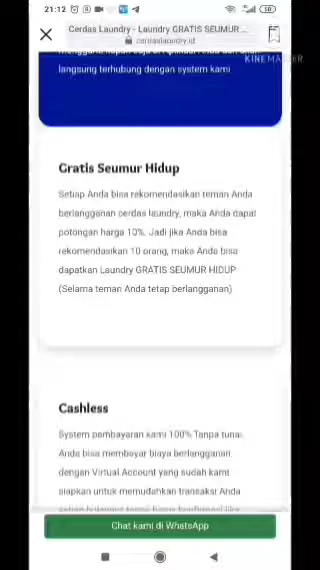 21:12
Cerdas Laundry - Laundry GRATIS SEUMUR ...
cerdaslaundry.id
KINEMASTER
langsung terhubung dengan system kami
Gratis Seumur Hidup
Setiap Anda bisa rekomendasikan teman Anda
berlangganan cerdas laundry, maka Anda dapat
potongan harga 10%. Jadi jika Anda bisa
rekomendasikan 10 orang, maka Anda bisa
dapatkan Laundry GRATIS SEUMUR HIDUP
(Selama teman Anda tetap berlangganan)
Cashless
System pembayaran kami 100% Tanpa tunai.
Anda bisa membayar biaya berlangganan
dengan Virtual Account yang sudah kami
siapkan untuk memudahkan transaksi Anda
Chat kami di WhatsApp